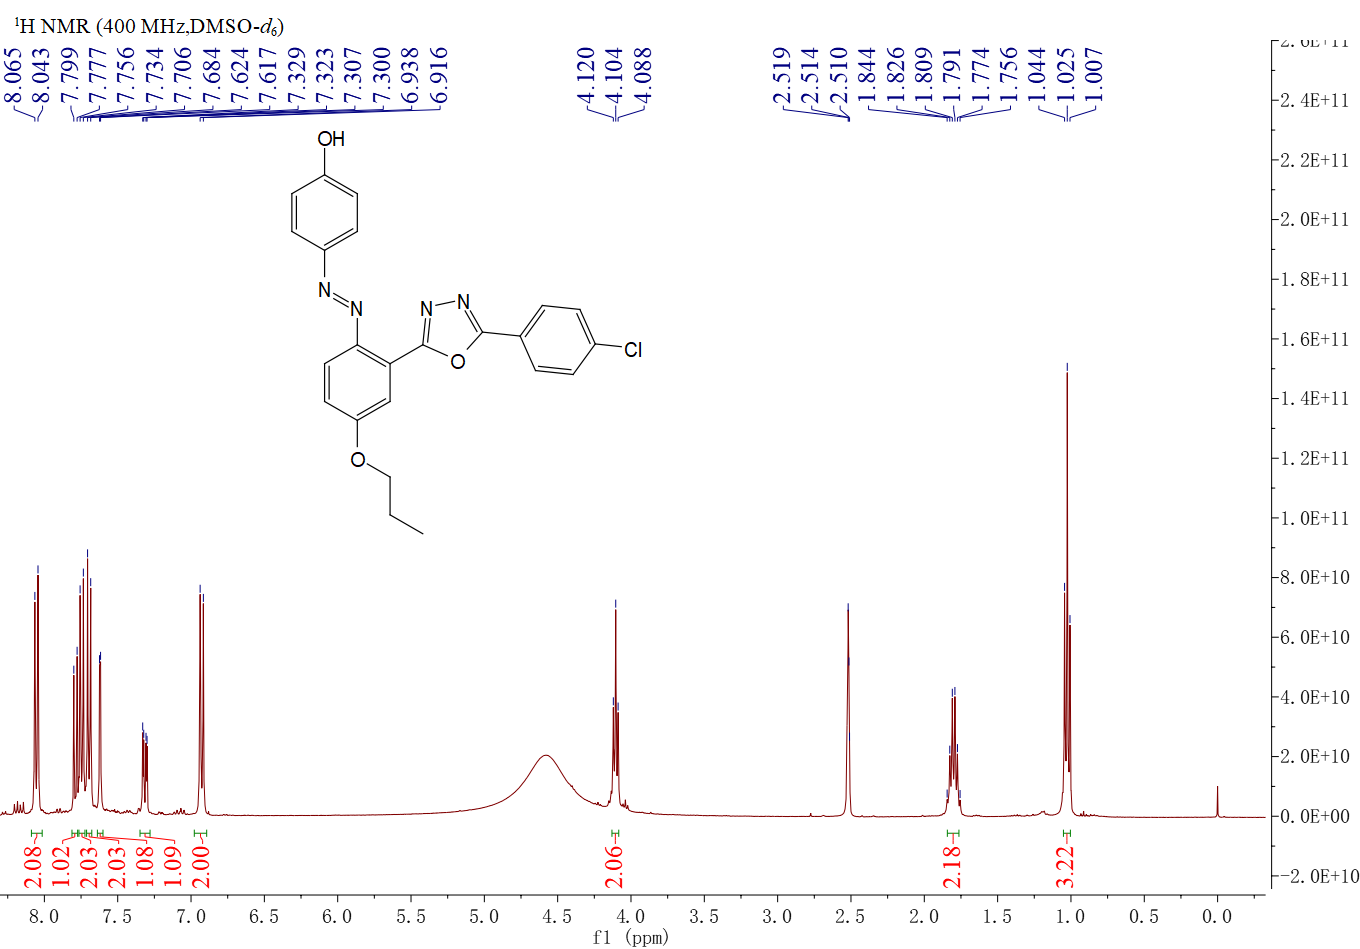 ¹H NMR (400 MHz,DMSO-d₆)
8.065
8.043
7.799
7.777
7.756
7.734
7.706
7.684
7.624
7.617
7.329
7.323
7.307
7.300
6.938
6.916
4.120
4.104
4.088
2.519
2.514
2.510
1.844
1.826
1.809
1.791
1.774
1.756
1.044
1.025
1.007
2.6E+11
2.4E+11
2.2E+11
2.0E+11
1.8E+11
1.6E+11
1.4E+11
1.2E+11
1.0E+11
8.0E+10
6.0E+10
4.0E+10
2.0E+10
0.0E+00
-2.0E+10
OH
N
N
N
N
O
Cl
O
2.08
1.02
2.03
2.03
1.08
1.09
2.00
2.06
2.18
3.22
8.0 7.5 7.0 6.5 6.0 5.5 5.0 4.5 4.0 3.5 3.0 2.5 2.0 1.5 1.0 0.5 0.0
f1 (ppm)